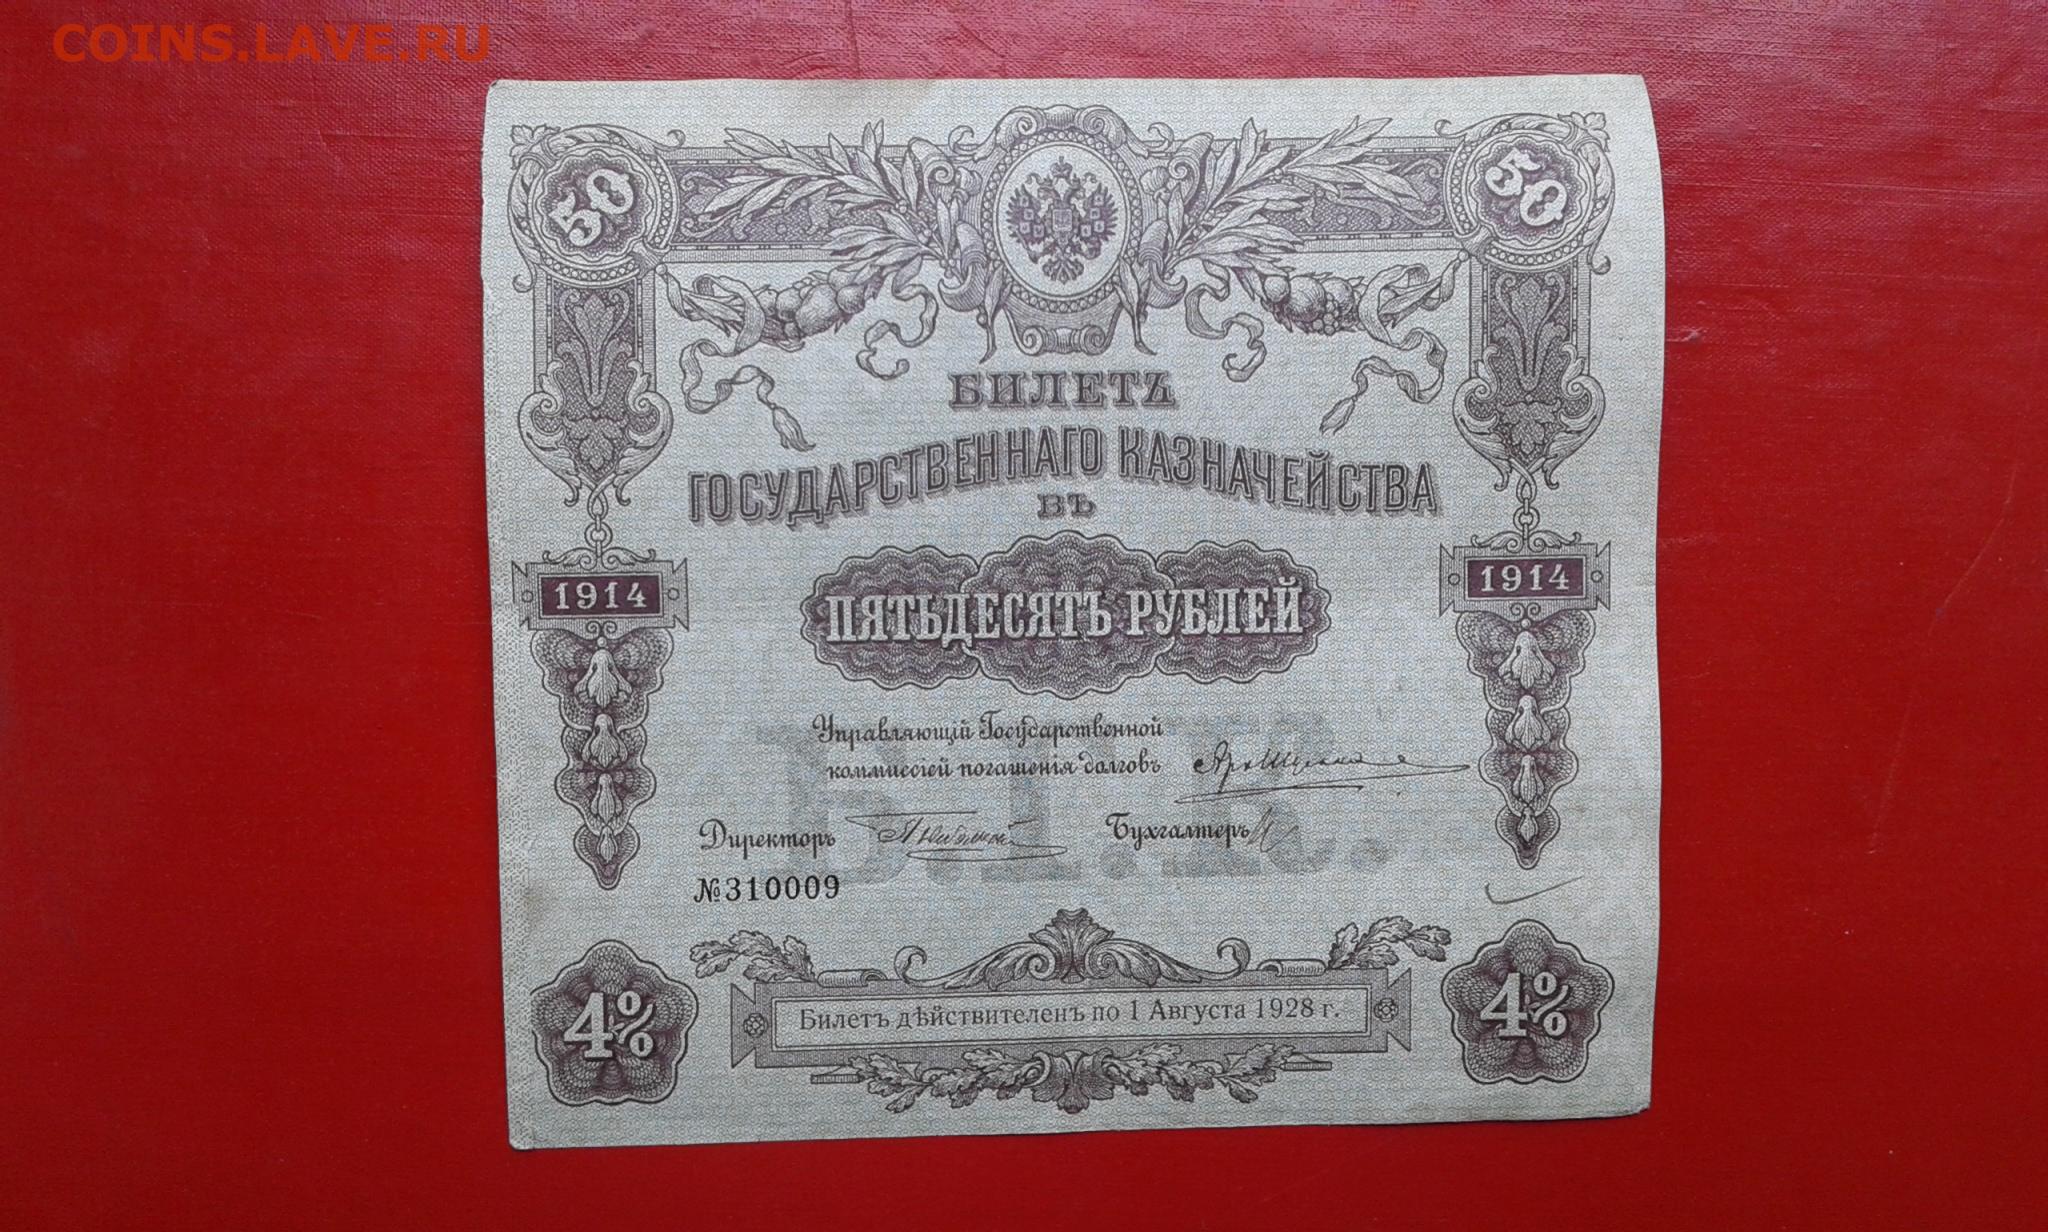 COINS.LAVE.RU
50 50
БИЛЕТЪ
ГОСУДАРСТВЕННАГО КАЗНАЧЕЙСТВА
ВЪ
1914 1914
ПЯТЬДЕСЯТЪ РУБЛЕЙ
Управляющій Государственной
коммиссіей погашенія долговъ
Директоръ Бухгалтеръ
Б.Г.К.
№310009
4% 4%
Билетъ дѣйствителенъ по 1 Августа 1928 г.